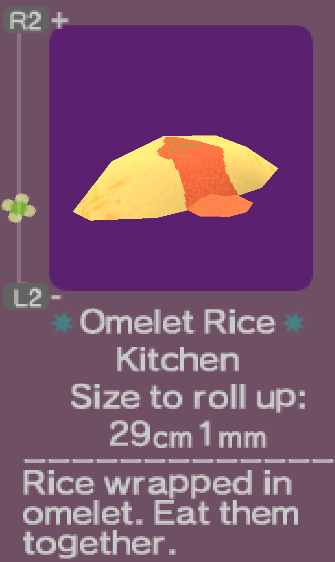 R2 +
L2 -
Omelet Rice
Kitchen
Size to roll up:
29cm 1mm
Rice wrapped in
omelet. Eat them
together.